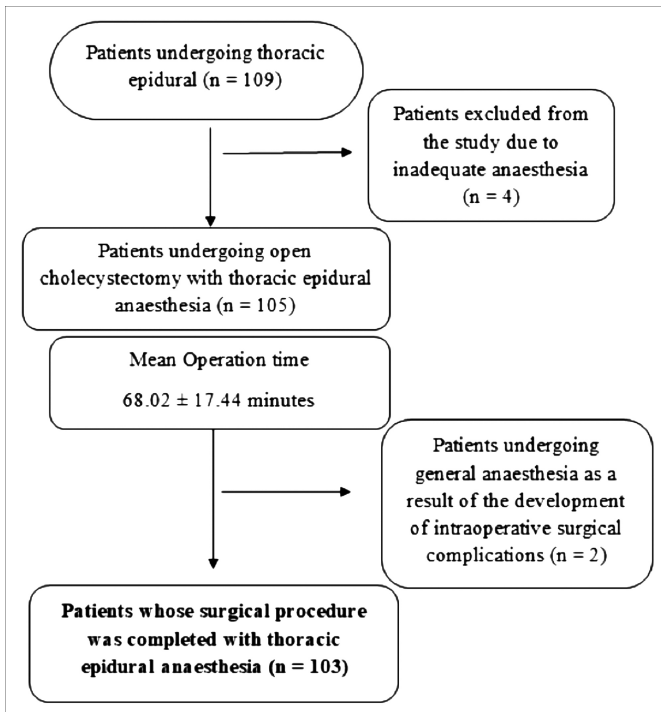 Patients undergoing thoracic
epidural (n = 109)
Patients excluded from
the study due to
inadequate anaesthesia
(n = 4)
Patients undergoing open
cholecystectomy with thoracic epidural
anaesthesia (n = 105)
Mean Operation time
68.02 ± 17.44 minutes
Patients undergoing
general anaesthesia as a
result of the development
of intraoperative surgical
complications (n = 2)
Patients whose surgical procedure
was completed with thoracic
epidural anaesthesia (n = 103)